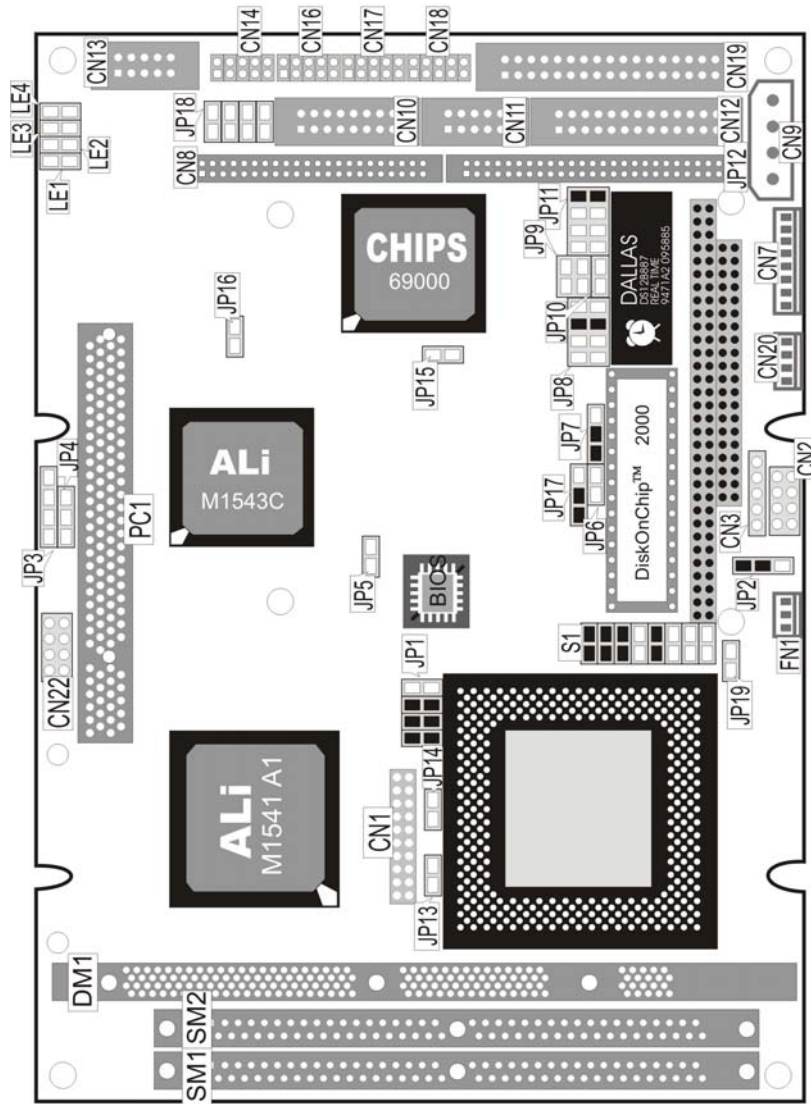 CN13
CN14
CN16
CN17
CN18
CN19
LE4
LE3
LE2
LE1
JP18
CN10
CN11
CN12
CN8
JP12
CN9
JP16
CHIPS
69000
JP15
JP11
JP9
JP10
JP8
DALLAS
DS12B887
REAL TIME
9471A2 095885
CN7
CN20
JP4
JP3
PC1
ALi
M1543C
JP5
BIOS
JP7
JP17
JP6
DiskOnChip™ 2000
CN3
CN2
JP2
CN22
JP1
S1
JP19
FN1
ALi
M1541 A1
CN1
JP14
JP13
DM1
SM2
SM1